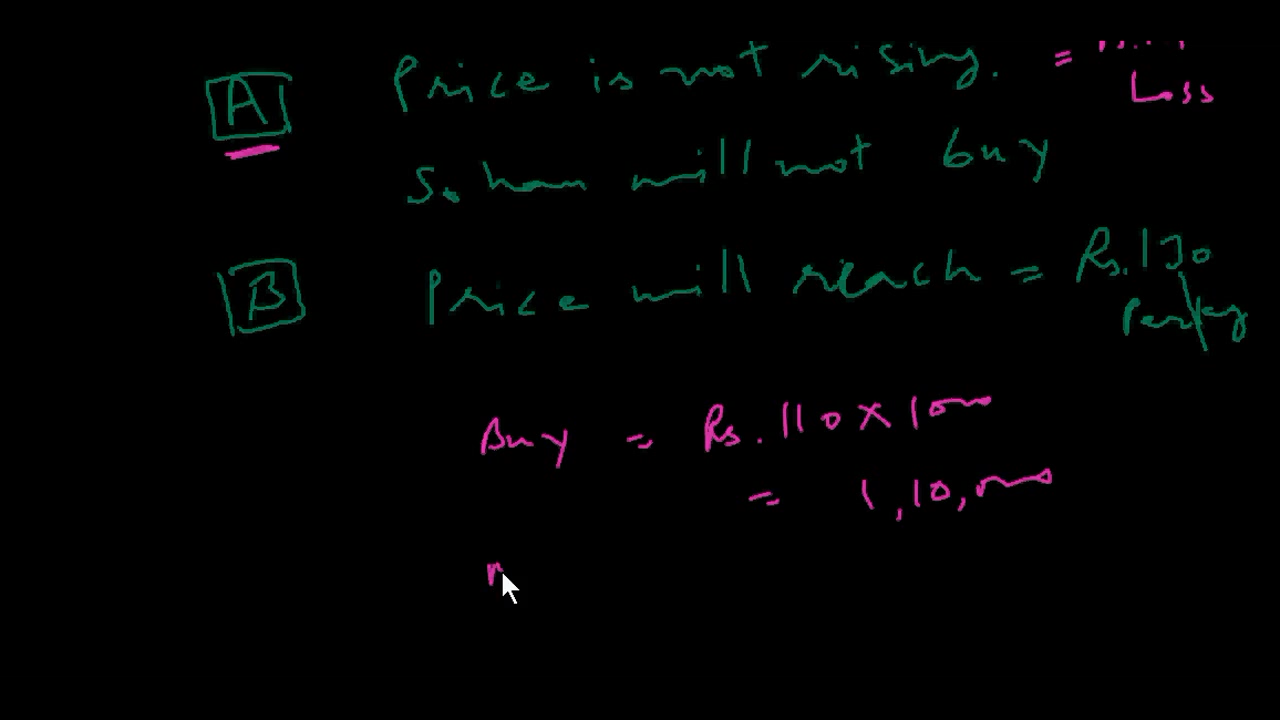 A Price is not rising. =
Loss
Sohan will not buy
B Price will reach = Rs.130
Per kg
Buy = Rs.110 X 1000
= 1,10,000